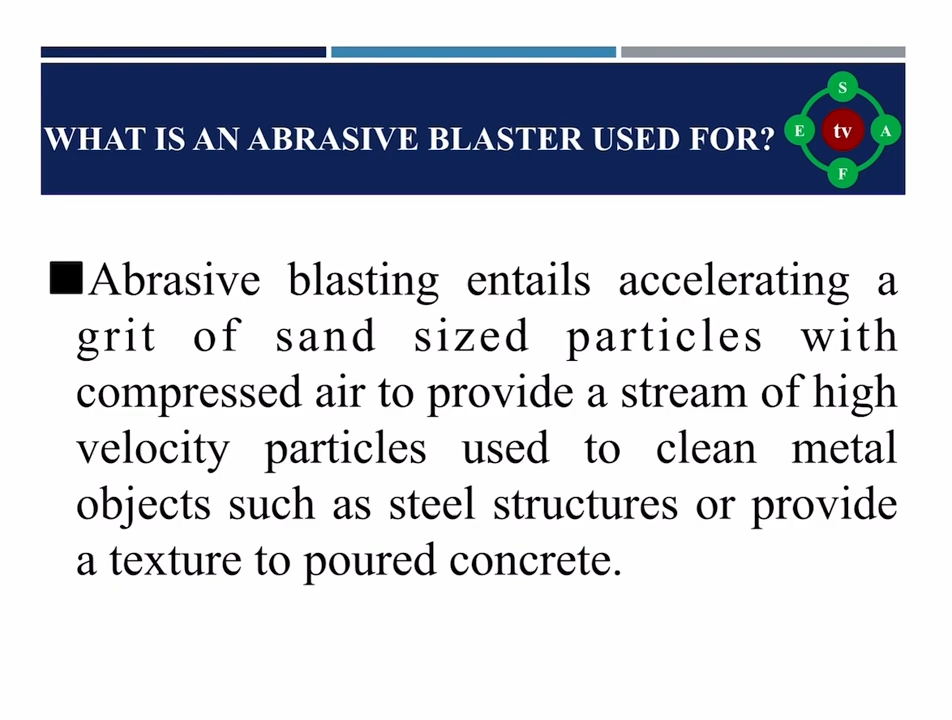 WHAT IS AN ABRASIVE BLASTER USED FOR?
S
E tv A
F
Abrasive blasting entails accelerating a
grit of sand sized particles with
compressed air to provide a stream of high
velocity particles used to clean metal
objects such as steel structures or provide
a texture to poured concrete.